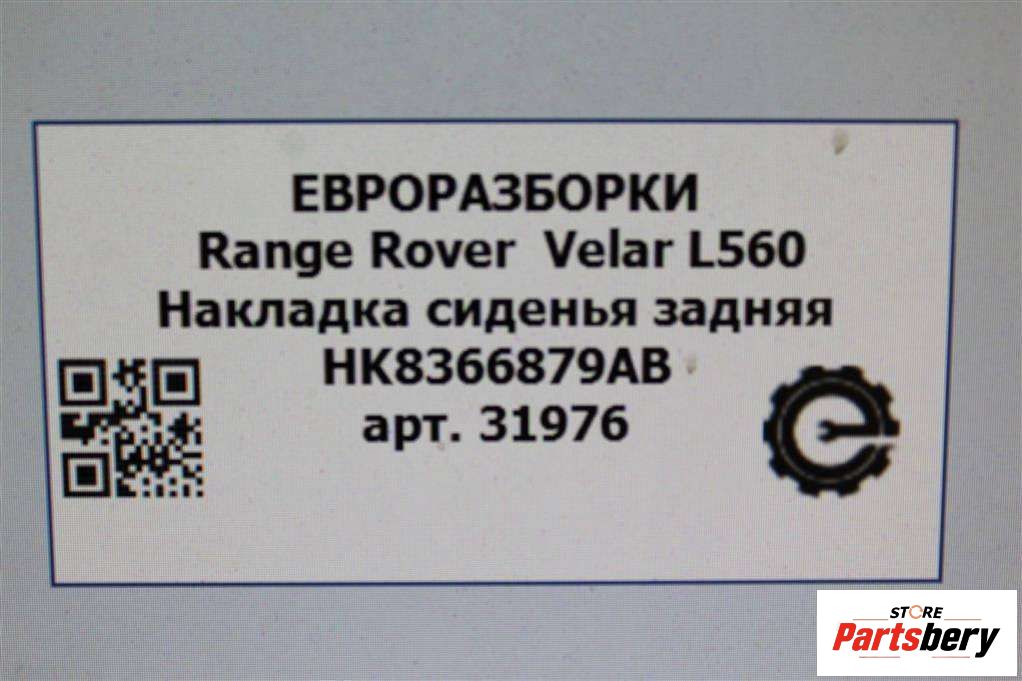 ЕВРОРАЗБОРКИ
Range Rover Velar L560
Накладка сиденья задняя
HK8366879AB
арт. 31976
STORE
Partsbery